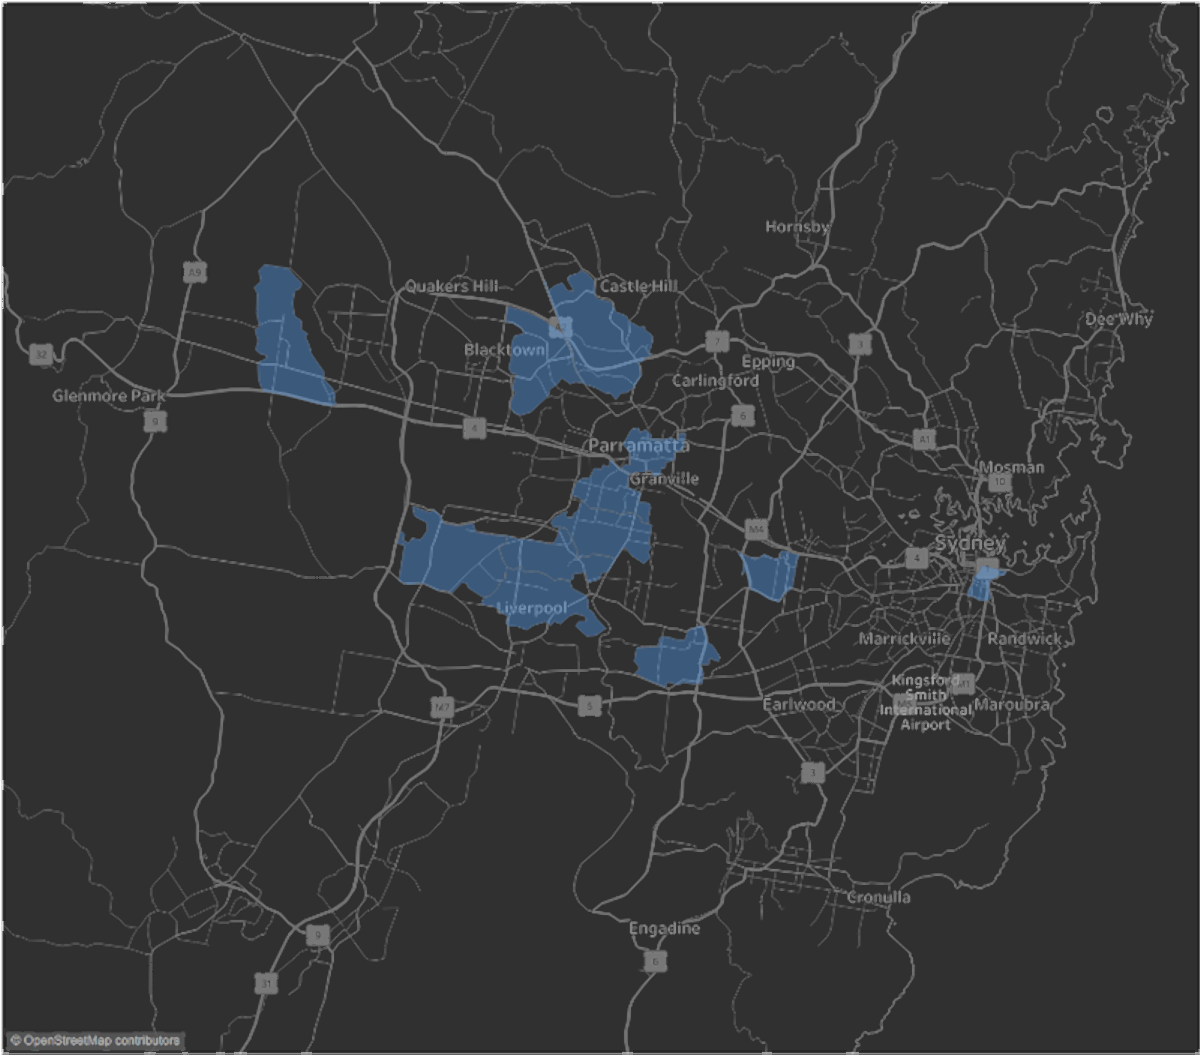 Hornsby
A9
Quakers Hill
Castle Hill
Dee Why
A2
32
Blacktown
7
3
Epping
Carlingford
Glenmore Park
9
4
6
A1
Parramatta
Mosman
10
Granville
M4
Sydney
4
Liverpool
Marrickville
Randwick
Kingsford
Smith
International
Airport
M1
M7
5
Earlwood
Maroubra
3
Cronulla
Engadine
9
6
31
© OpenStreetMap contributors